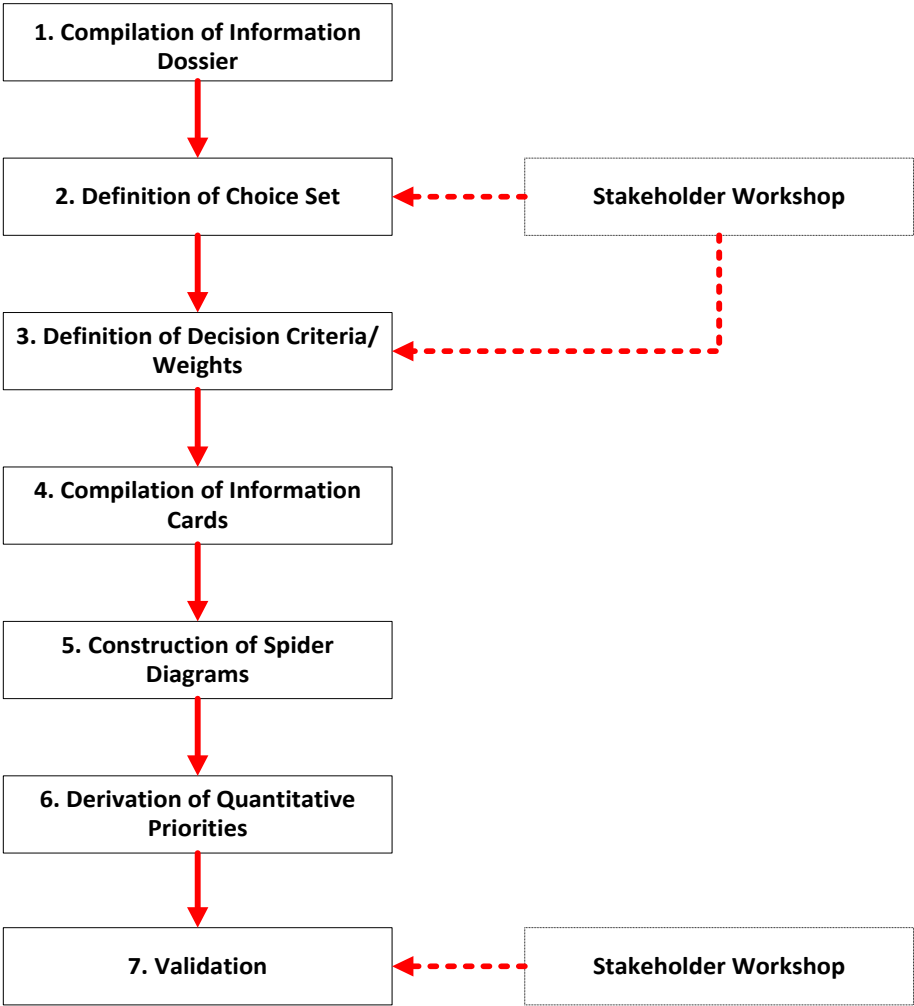 1. Compilation of Information
Dossier
2. Definition of Choice Set
Stakeholder Workshop
3. Definition of Decision Criteria/
Weights
4. Compilation of Information
Cards
5. Construction of Spider
Diagrams
6. Derivation of Quantitative
Priorities
7. Validation
Stakeholder Workshop